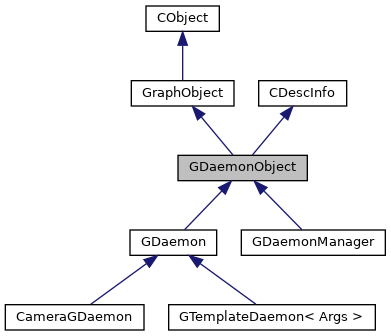 CObject
GraphObject
CDescInfo
GDaemonObject
GDaemon
GDaemonManager
CameraGDaemon
GTemplateDaemon< Args >